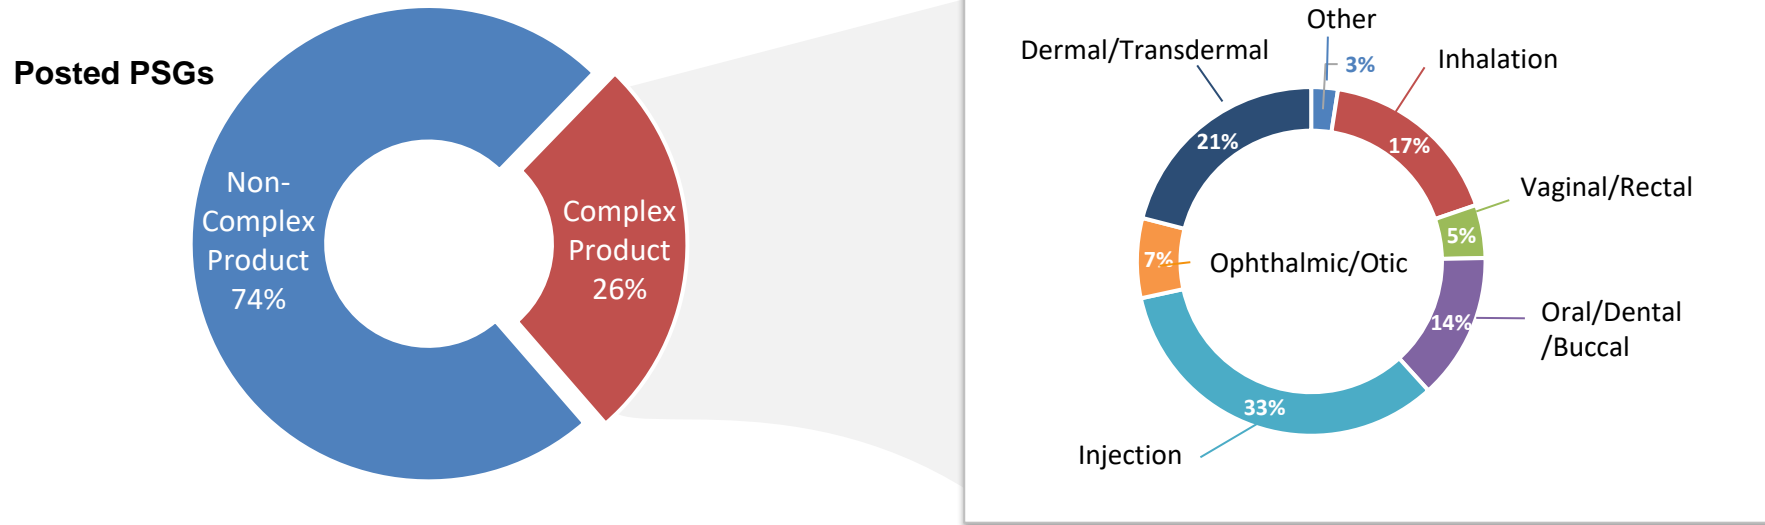 Posted PSGs
Non-
Complex
Product
74%
Complex
Product
26%
Other
3%
Dermal/Transdermal
21%
Inhalation
17%
Vaginal/Rectal
5%
7%
Ophthalmic/Otic
Oral/Dental
/Buccal
14%
33%
Injection